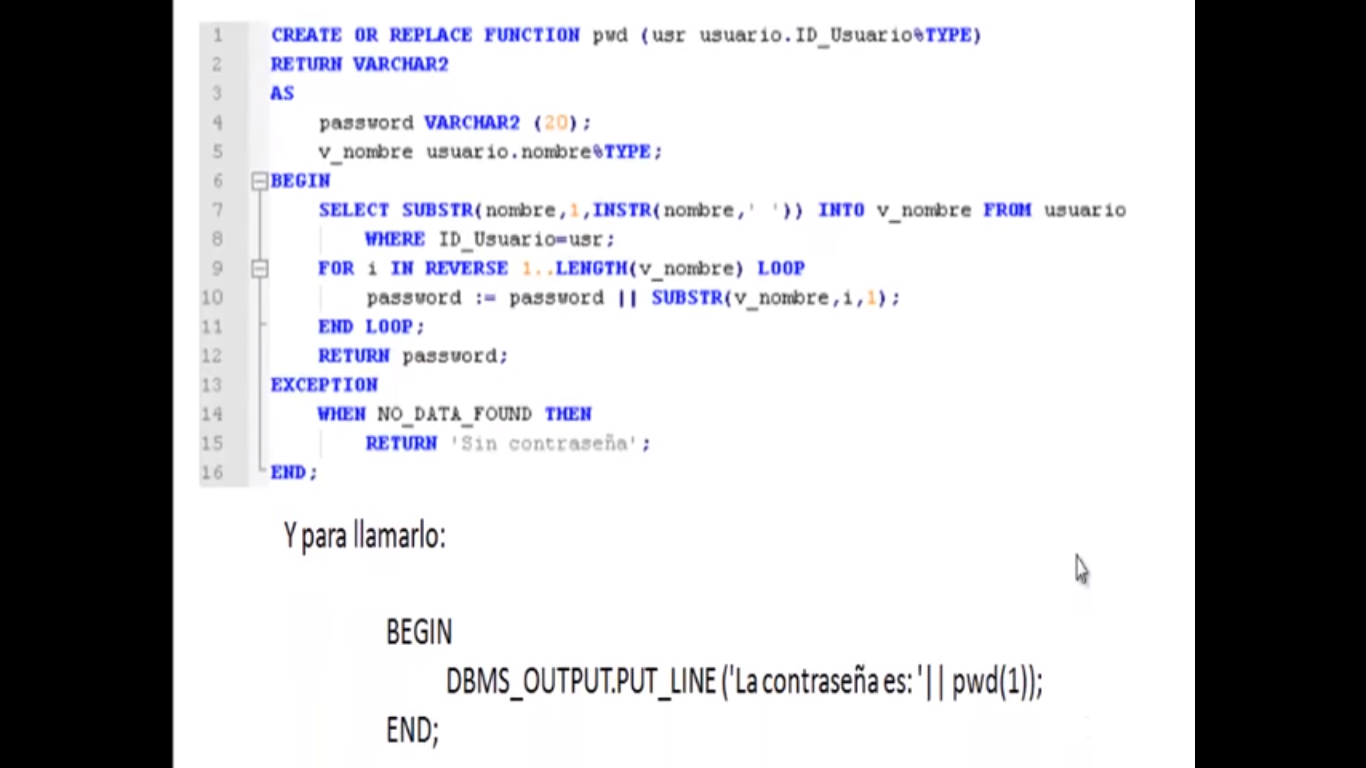 1 CREATE OR REPLACE FUNCTION pwd (usr usuario.ID_Usuario%TYPE)
2 RETURN VARCHAR2
3 AS
4 password VARCHAR2 (20);
5 v_nombre usuario.nombre%TYPE;
6 BEGIN
7 SELECT SUBSTR(nombre,1,INSTR(nombre,' ')) INTO v_nombre FROM usuario
8 WHERE ID_Usuario=usr;
9 FOR i IN REVERSE 1..LENGTH(v_nombre) LOOP
10 password := password || SUBSTR(v_nombre,i,1);
11 END LOOP;
12 RETURN password;
13 EXCEPTION
14 WHEN NO_DATA_FOUND THEN
15 RETURN 'Sin contraseña';
16 END;
Y para llamarlo:
BEGIN
DBMS_OUTPUT.PUT_LINE ('La contraseña es: '|| pwd(1));
END;